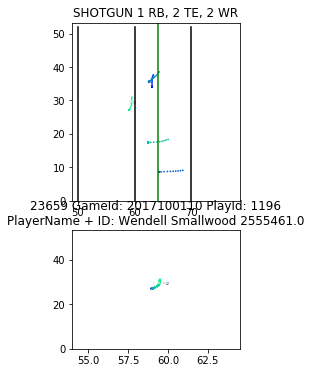 SHOTGUN 1 RB, 2 TE, 2 WR
50
40
30
20
10
0
50 60 70
23659 GameId: 2017100110 PlayId: 1196
PlayerName + ID: Wendell Smallwood 2555461.0
40
20
0
55.0 57.5 60.0 62.5